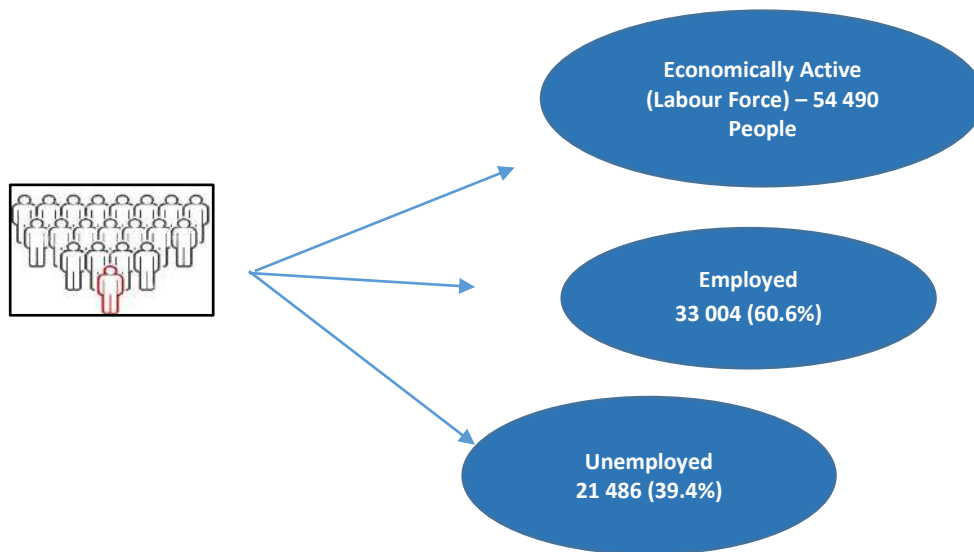 Economically Active
(Labour Force) – 54 490
People
Employed
33 004 (60.6%)
Unemployed
21 486 (39.4%)